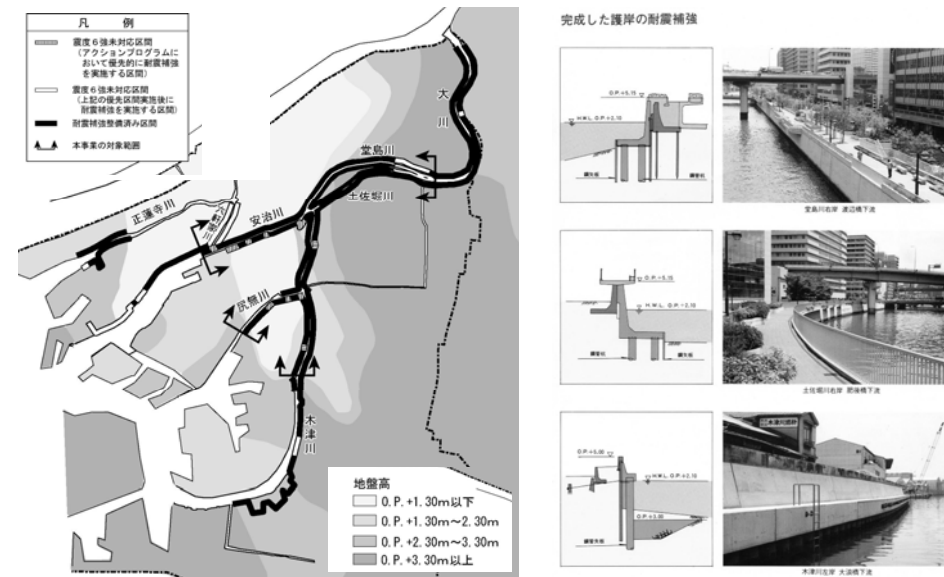 凡 例
震度6強未対応区間
(アクションプログラムに
おいて優先的に耐震補強
を実施する区間)
震度6強未対応区間
(上記の優先区間実施後に
耐震補強を実施する区間)
耐震補強整備済み区間
本事業の対象範囲
大川
堂島川
土佐堀川
正蓮寺川
六軒家川
安治川
尻無川
木津川
地盤高
O.P.+1.30m以下
O.P.+1.30m～2.30m
O.P.+2.30m～3.30m
O.P.+3.30m以上
完成した護岸の耐震補強
O.P.+5.15
H.W.L. O.P.+2.10
鋼矢板
鋼管杭
堂島川右岸 渡辺橋下流
O.P.+5.15
H.W.L. O.P.+2.10
鋼管杭
鋼矢板
土佐堀川右岸 肥後橋下流
O.P.+5.00
H.W.L. O.P.+2.10
O.P.±0.00
鋼管矢板
木津川左岸 大浪橋下流